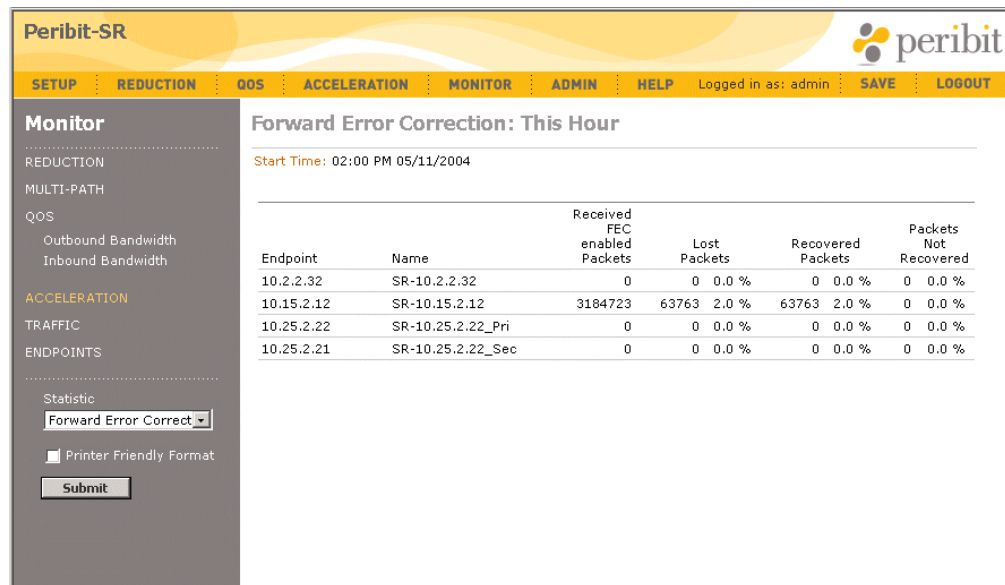 Peribit-SR
peribit
SETUP REDUCTION QOS ACCELERATION MONITOR ADMIN HELP Logged in as: admin SAVE LOGOUT
Monitor
REDUCTION
MULTI-PATH
QOS
Outbound Bandwidth
Inbound Bandwidth
ACCELERATION
TRAFFIC
ENDPOINTS
Statistic
Forward Error Correct
Printer Friendly Format
Submit
Forward Error Correction: This Hour
Start Time: 02:00 PM 05/11/2004
Endpoint Name Received FEC enabled Packets Lost Packets Recovered Packets Packets Not Recovered
10.2.2.32 SR-10.2.2.32 0 0 0.0 % 0 0.0 % 0 0.0 %
10.15.2.12 SR-10.15.2.12 3184723 63763 2.0 % 63763 2.0 % 0 0.0 %
10.25.2.22 SR-10.25.2.22_Pri 0 0 0.0 % 0 0.0 % 0 0.0 %
10.25.2.21 SR-10.25.2.22_Sec 0 0 0.0 % 0 0.0 % 0 0.0 %